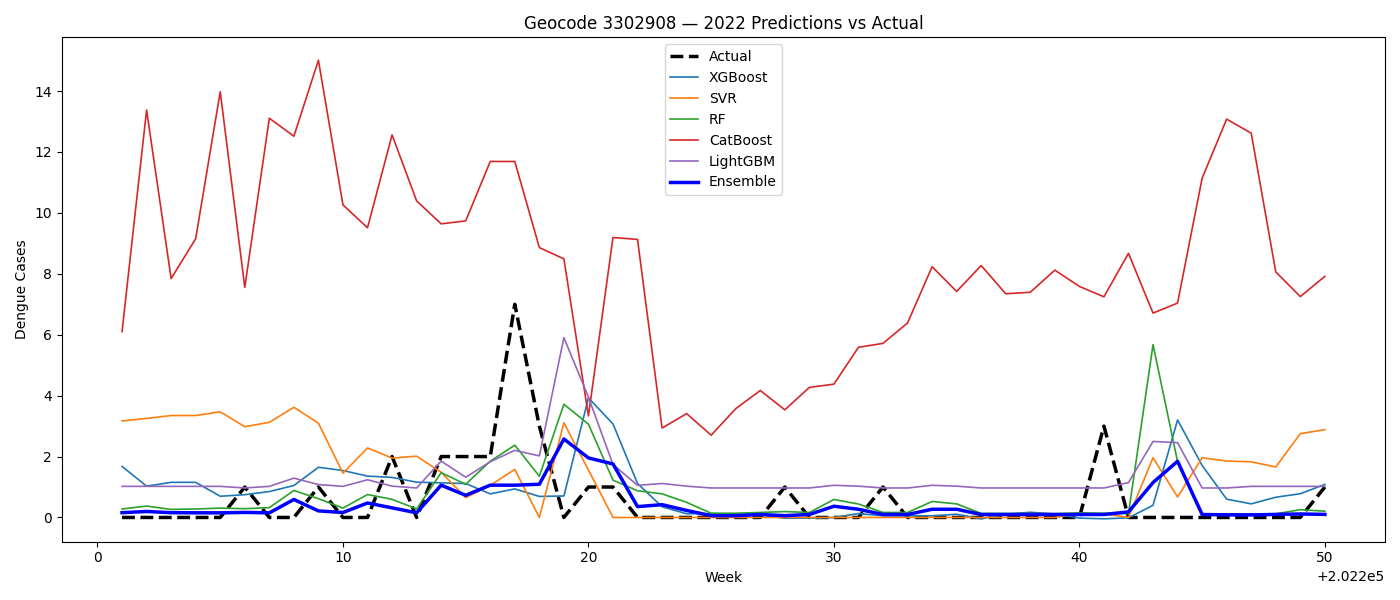 Geocode 3302908 — 2022 Predictions vs Actual
Actual
XGBoost
SVR
RF
CatBoost
LightGBM
Ensemble
Dengue Cases
14
12
10
8
6
4
2
0
0 10 20 30 40 50
Week
+2.022e5